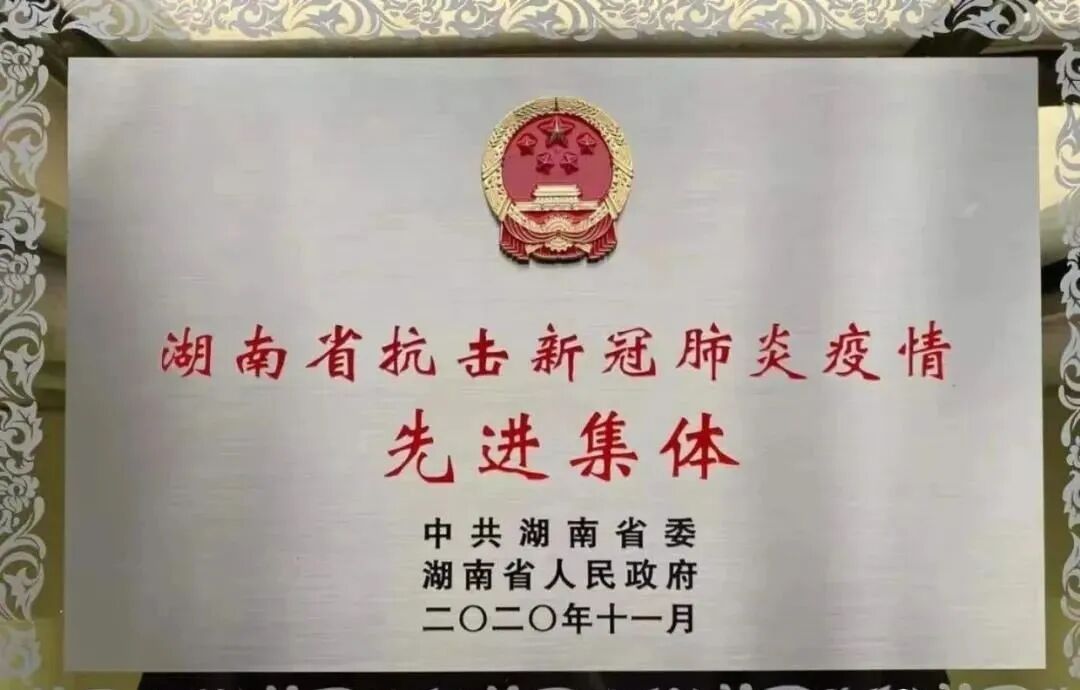 湖南省抗击新冠肺炎疫情
先进集体
中共湖南省委
湖南省人民政府
二〇二〇年十一月